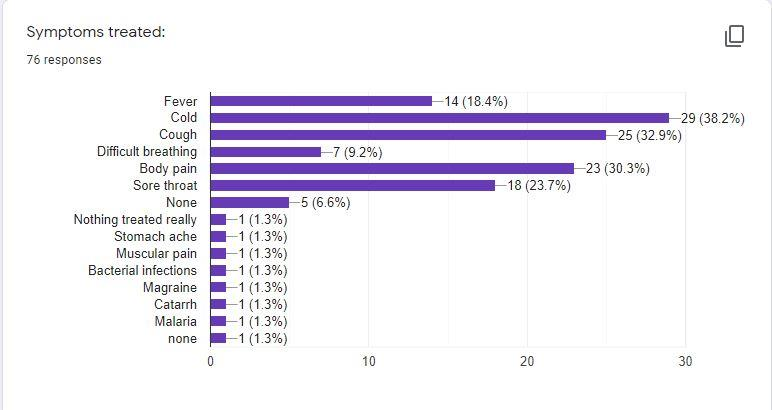 Symptoms treated:
76 responses
Fever 14 (18.4%)
Cold 29 (38.2%)
Cough 25 (32.9%)
Difficult breathing 7 (9.2%)
Body pain 23 (30.3%)
Sore throat 18 (23.7%)
None 5 (6.6%)
Nothing treated really 1 (1.3%)
Stomach ache 1 (1.3%)
Muscular pain 1 (1.3%)
Bacterial infections 1 (1.3%)
Magraine 1 (1.3%)
Catarrh 1 (1.3%)
Malaria 1 (1.3%)
none 1 (1.3%)
0 10 20 30